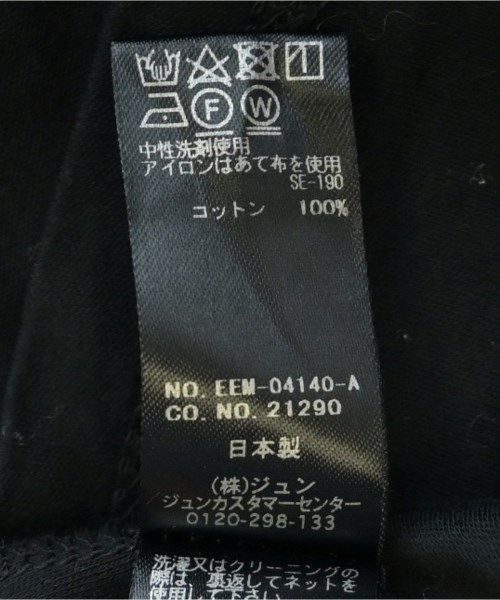 F W
中性洗剤使用
アイロンはあて布を使用
SE-190
コットン 100%
NO. EEM-04140-A
CO. NO. 21290
日本製
(株)ジュン
ジュンカスタマーセンター
0120-298-133
洗濯又はクリーニングの
際は、裏返してネットを
使用して下さい。